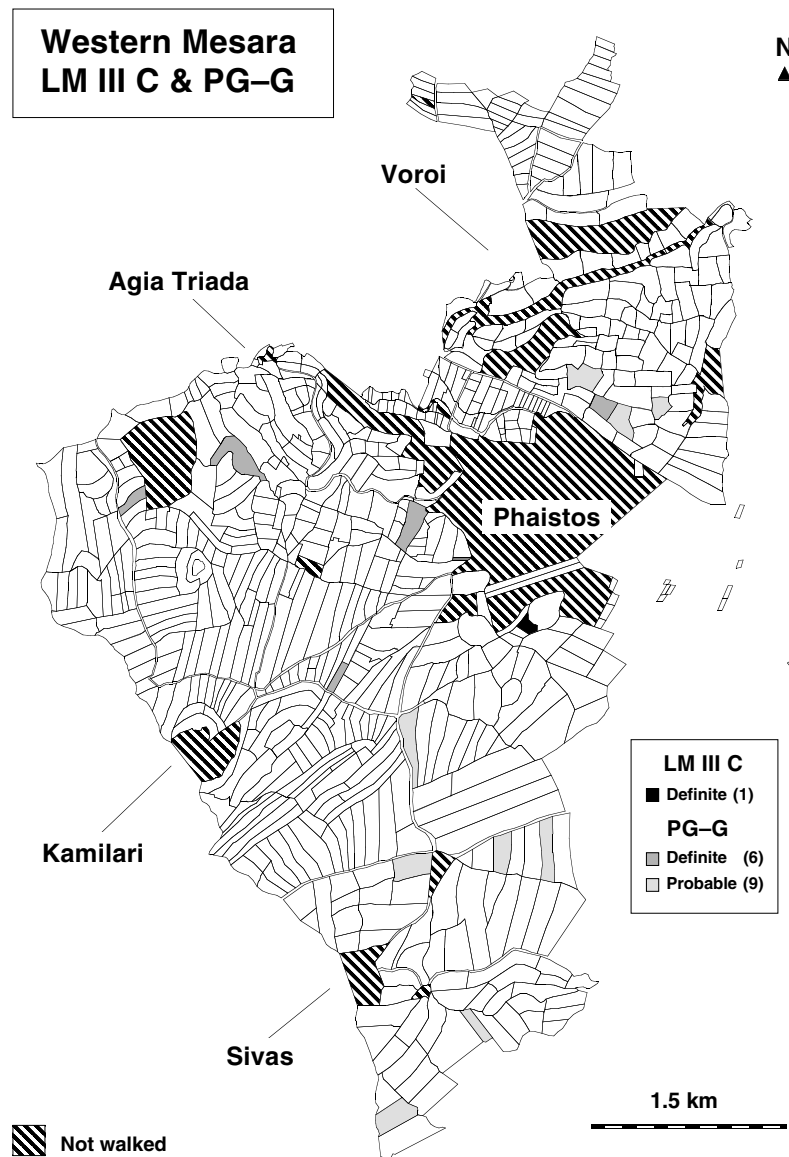 Western Mesara
LM III C & PG–G
N
Voroi
Agia Triada
Phaistos
LM III C
Definite (1)
PG–G
Definite (6)
Probable (9)
Kamilari
Sivas
1.5 km
Not walked